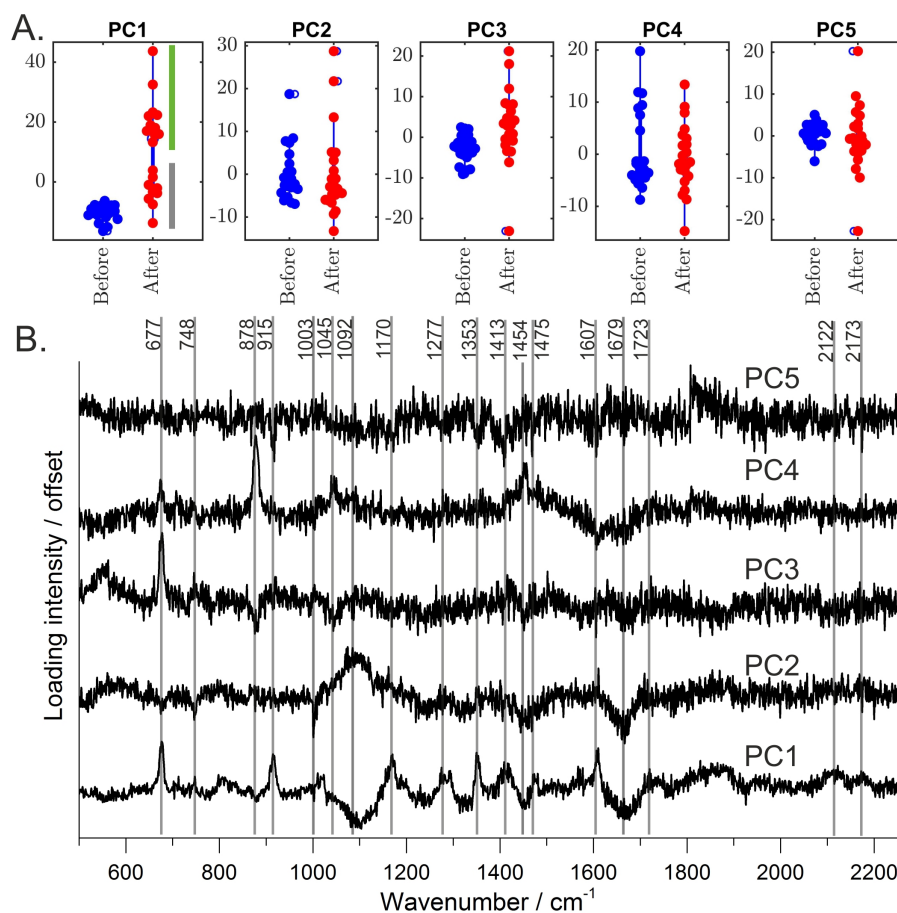 A.
PC1 PC2 PC3 PC4 PC5
40
20
0
Before
After
30
20
10
0
-10
Before
After
20
10
0
-10
-20
Before
After
20
10
0
-10
Before
After
20
10
0
-10
-20
Before
After
B.
677 748 878 915 1003 1045 1092 1170 1277 1353 1413 1454 1475 1607 1679 1723 2122 2173
PC5
PC4
PC3
PC2
PC1
Loading intensity / offset
600 800 1000 1200 1400 1600 1800 2000 2200
Wavenumber / cm⁻¹